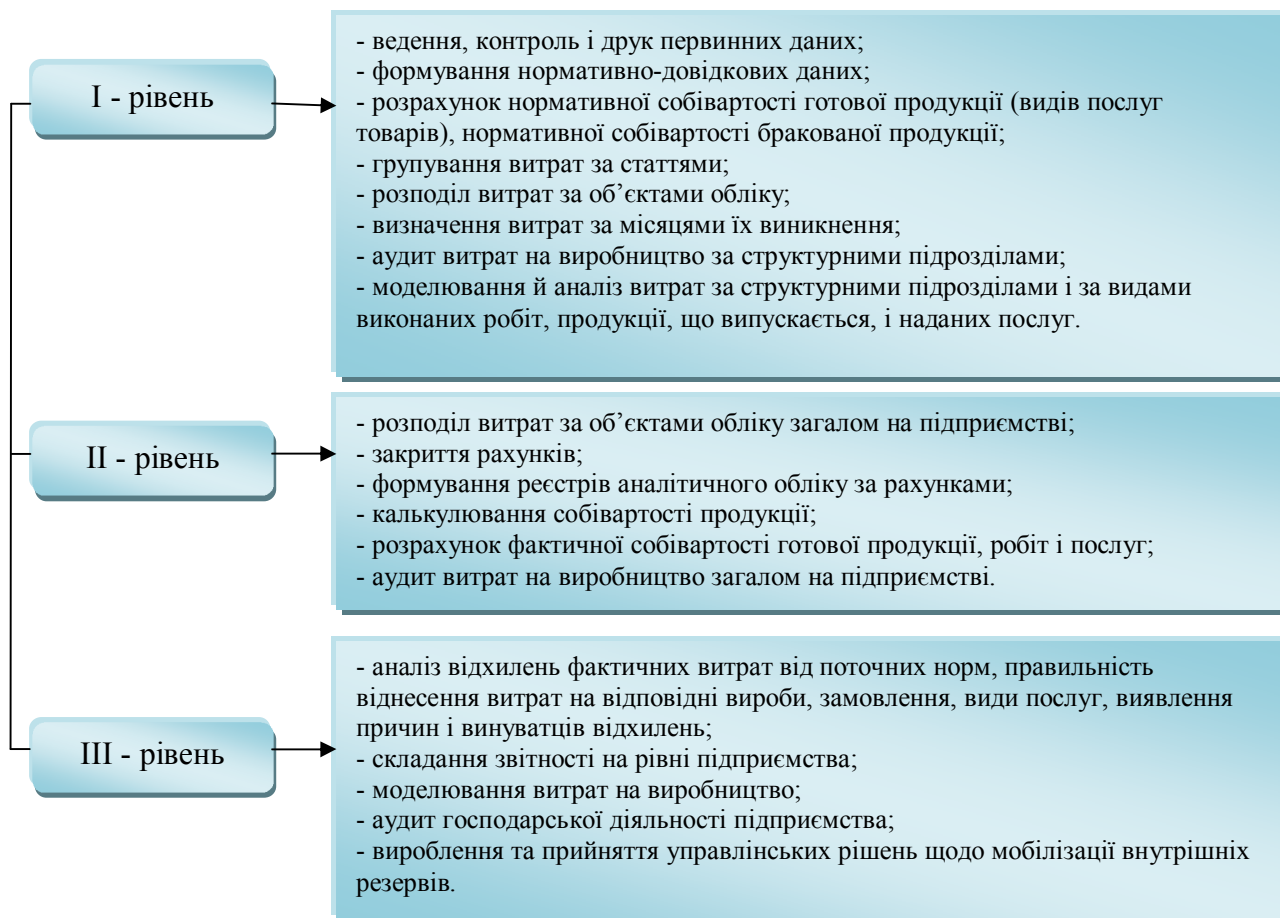 I - рівень
- ведення, контроль і друк первинних даних;
- формування нормативно-довідкових даних;
- розрахунок нормативної собівартості готової продукції (видів послуг
товарів), нормативної собівартості бракованої продукції;
- групування витрат за статтями;
- розподіл витрат за об’єктами обліку;
- визначення витрат за місяцями їх виникнення;
- аудит витрат на виробництво за структурними підрозділами;
- моделювання й аналіз витрат за структурними підрозділами і за видами
виконаних робіт, продукції, що випускається, і наданих послуг.
II - рівень
- розподіл витрат за об’єктами обліку загалом на підприємстві;
- закриття рахунків;
- формування реєстрів аналітичного обліку за рахунками;
- калькулювання собівартості продукції;
- розрахунок фактичної собівартості готової продукції, робіт і послуг;
- аудит витрат на виробництво загалом на підприємстві.
III - рівень
- аналіз відхилень фактичних витрат від поточних норм, правильність
віднесення витрат на відповідні вироби, замовлення, види послуг, виявлення
причин і винуватців відхилень;
- складання звітності на рівні підприємства;
- моделювання витрат на виробництво;
- аудит господарської діяльності підприємства;
- вироблення та прийняття управлінських рішень щодо мобілізації внутрішніх
резервів.